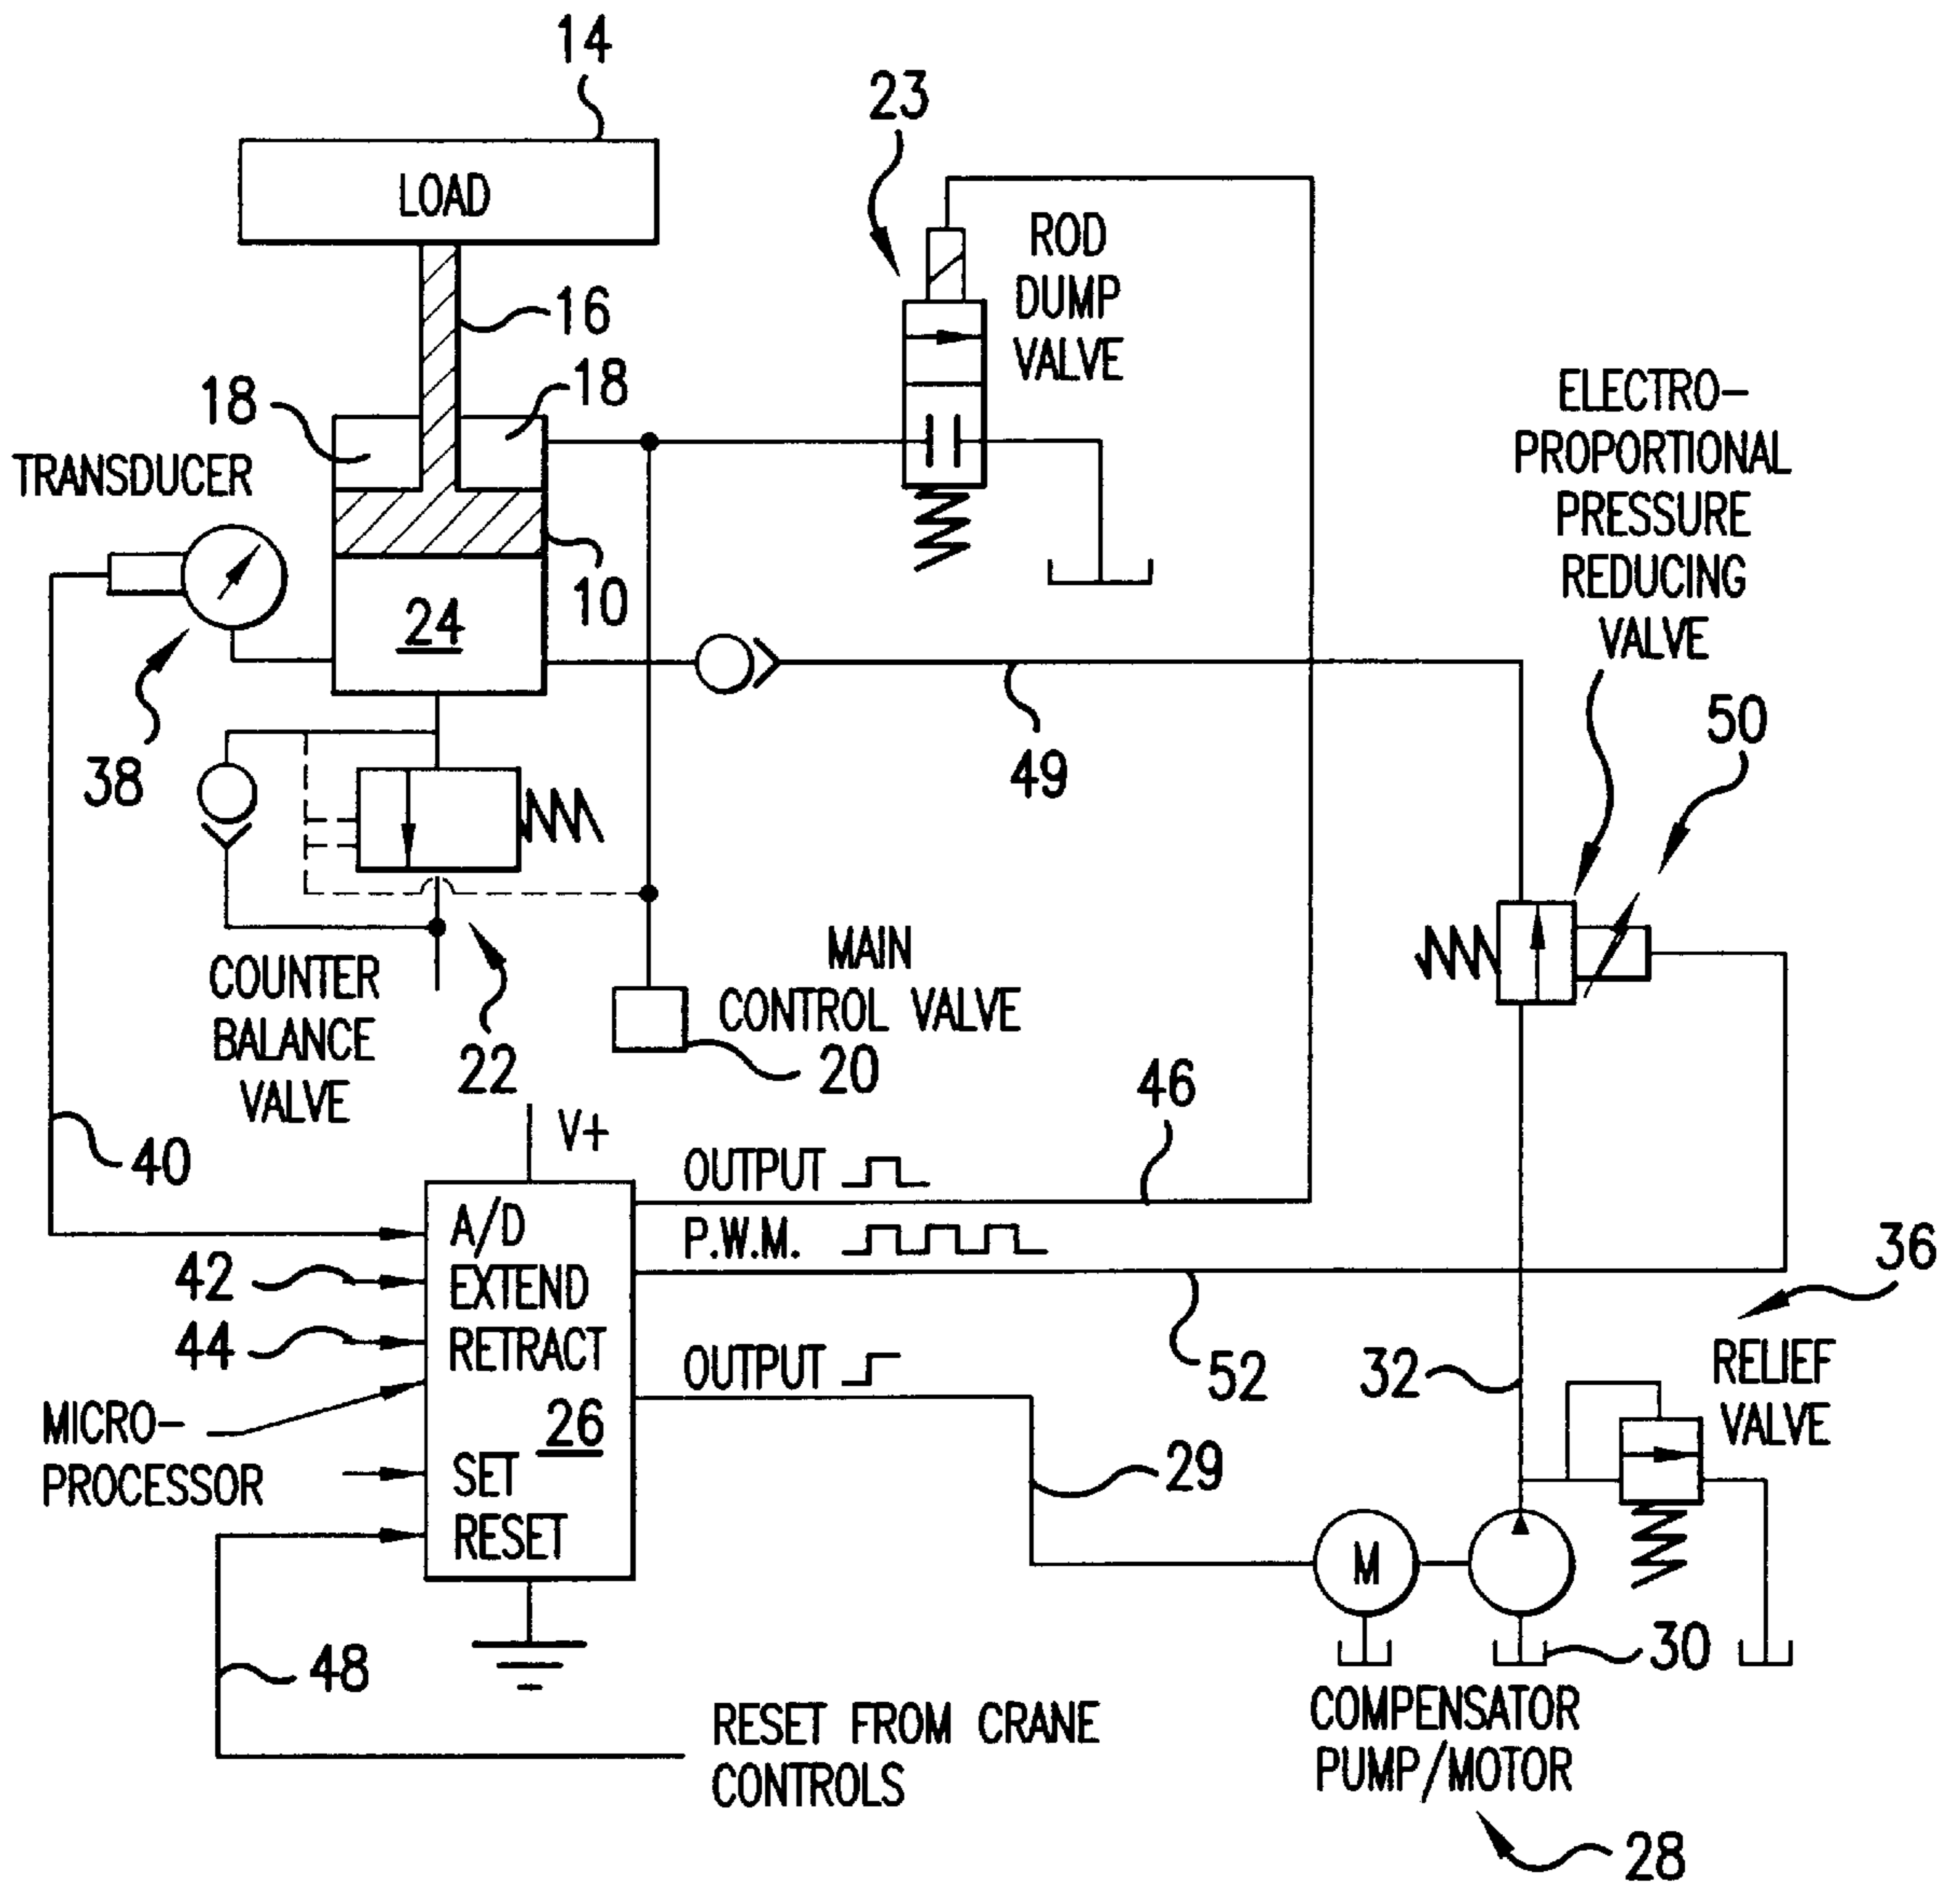 14
23
LOAD
ROD
DUMP
VALVE
16
18
18
ELECTRO-
PROPORTIONAL
PRESSURE
REDUCING
VALVE
TRANSDUCER
10
24
50
38
49
MAIN
CONTROL VALVE
COUNTER
BALANCE
VALVE
22
20
46
V+
40
OUTPUT
A/D
P.W.M.
36
42
EXTEND
44
RETRACT
RELIEF
VALVE
OUTPUT
52
32
MICRO-
PROCESSOR
26
29
SET
RESET
M
48
30
RESET FROM CRANE
CONTROLS
COMPENSATOR
PUMP/MOTOR
28